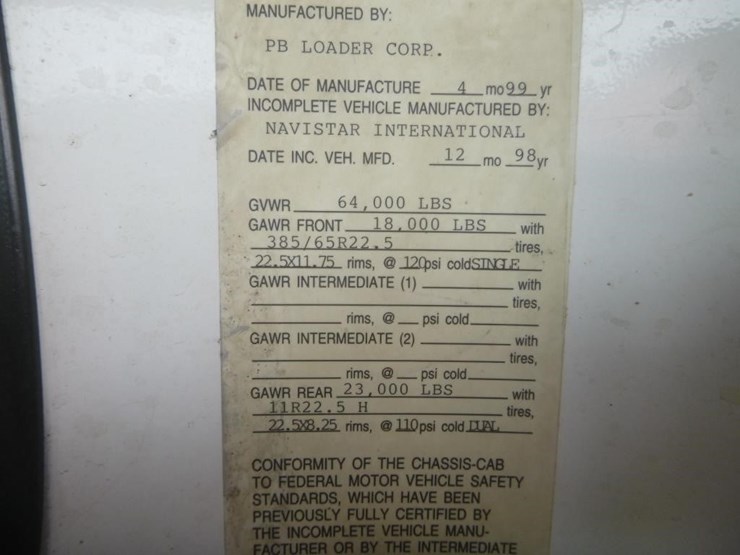 MANUFACTURED BY:
PB LOADER CORP.
DATE OF MANUFACTURE 4 mo 99 yr
INCOMPLETE VEHICLE MANUFACTURED BY:
NAVISTAR INTERNATIONAL
DATE INC. VEH. MFD. 12 mo 98 yr
GVWR 64,000 LBS
GAWR FRONT 18,000 LBS with
385/65R22.5 tires,
22.5X11.75 rims, @ 120 psi cold SINGLE
GAWR INTERMEDIATE (1) with
tires,
rims, @ psi cold
GAWR INTERMEDIATE (2) with
tires,
rims, @ psi cold
GAWR REAR 23,000 LBS with
11R22.5 H tires,
22.5X8.25 rims, @ 110 psi cold DUAL
CONFORMITY OF THE CHASSIS-CAB
TO FEDERAL MOTOR VEHICLE SAFETY
STANDARDS, WHICH HAVE BEEN
PREVIOUSLY FULLY CERTIFIED BY
THE INCOMPLETE VEHICLE MANU-
FACTURER OR BY THE INTERMEDIATE